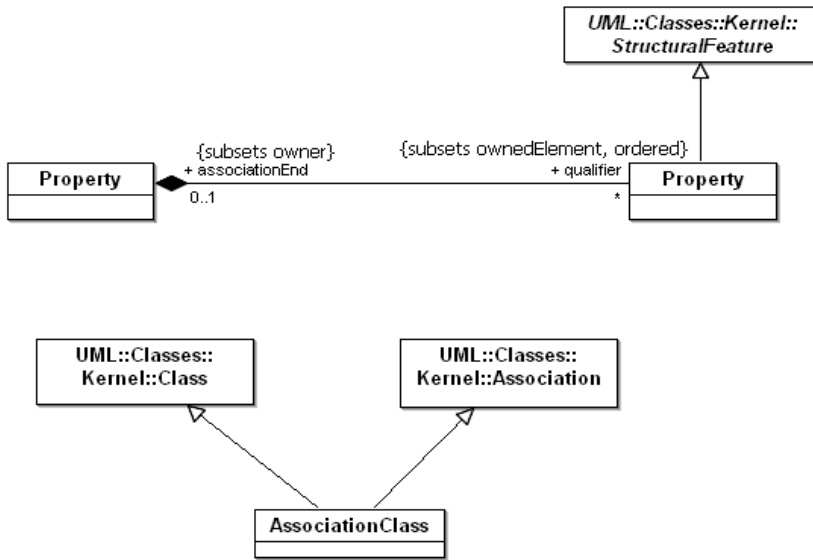 UML::Classes::Kernel::
StructuralFeature
{subsets owner}
{subsets ownedElement, ordered}
Property
+ associationEnd
+ qualifier
Property
0..1
*
UML::Classes::
Kernel::Class
UML::Classes::
Kernel::Association
AssociationClass